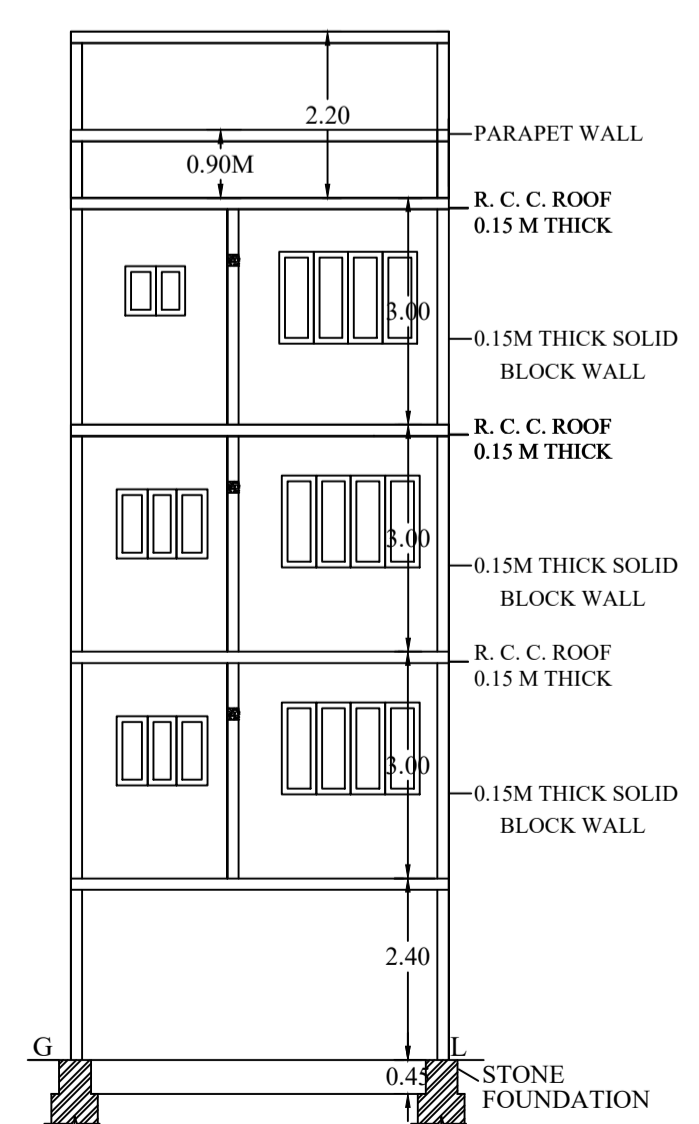 2.20
PARAPET WALL
0.90M
R. C. C. ROOF
0.15 M THICK
3.00
0.15M THICK SOLID
BLOCK WALL
R. C. C. ROOF
0.15 M THICK
3.00
0.15M THICK SOLID
BLOCK WALL
R. C. C. ROOF
0.15 M THICK
3.00
0.15M THICK SOLID
BLOCK WALL
2.40
G L
0.45
STONE
FOUNDATION